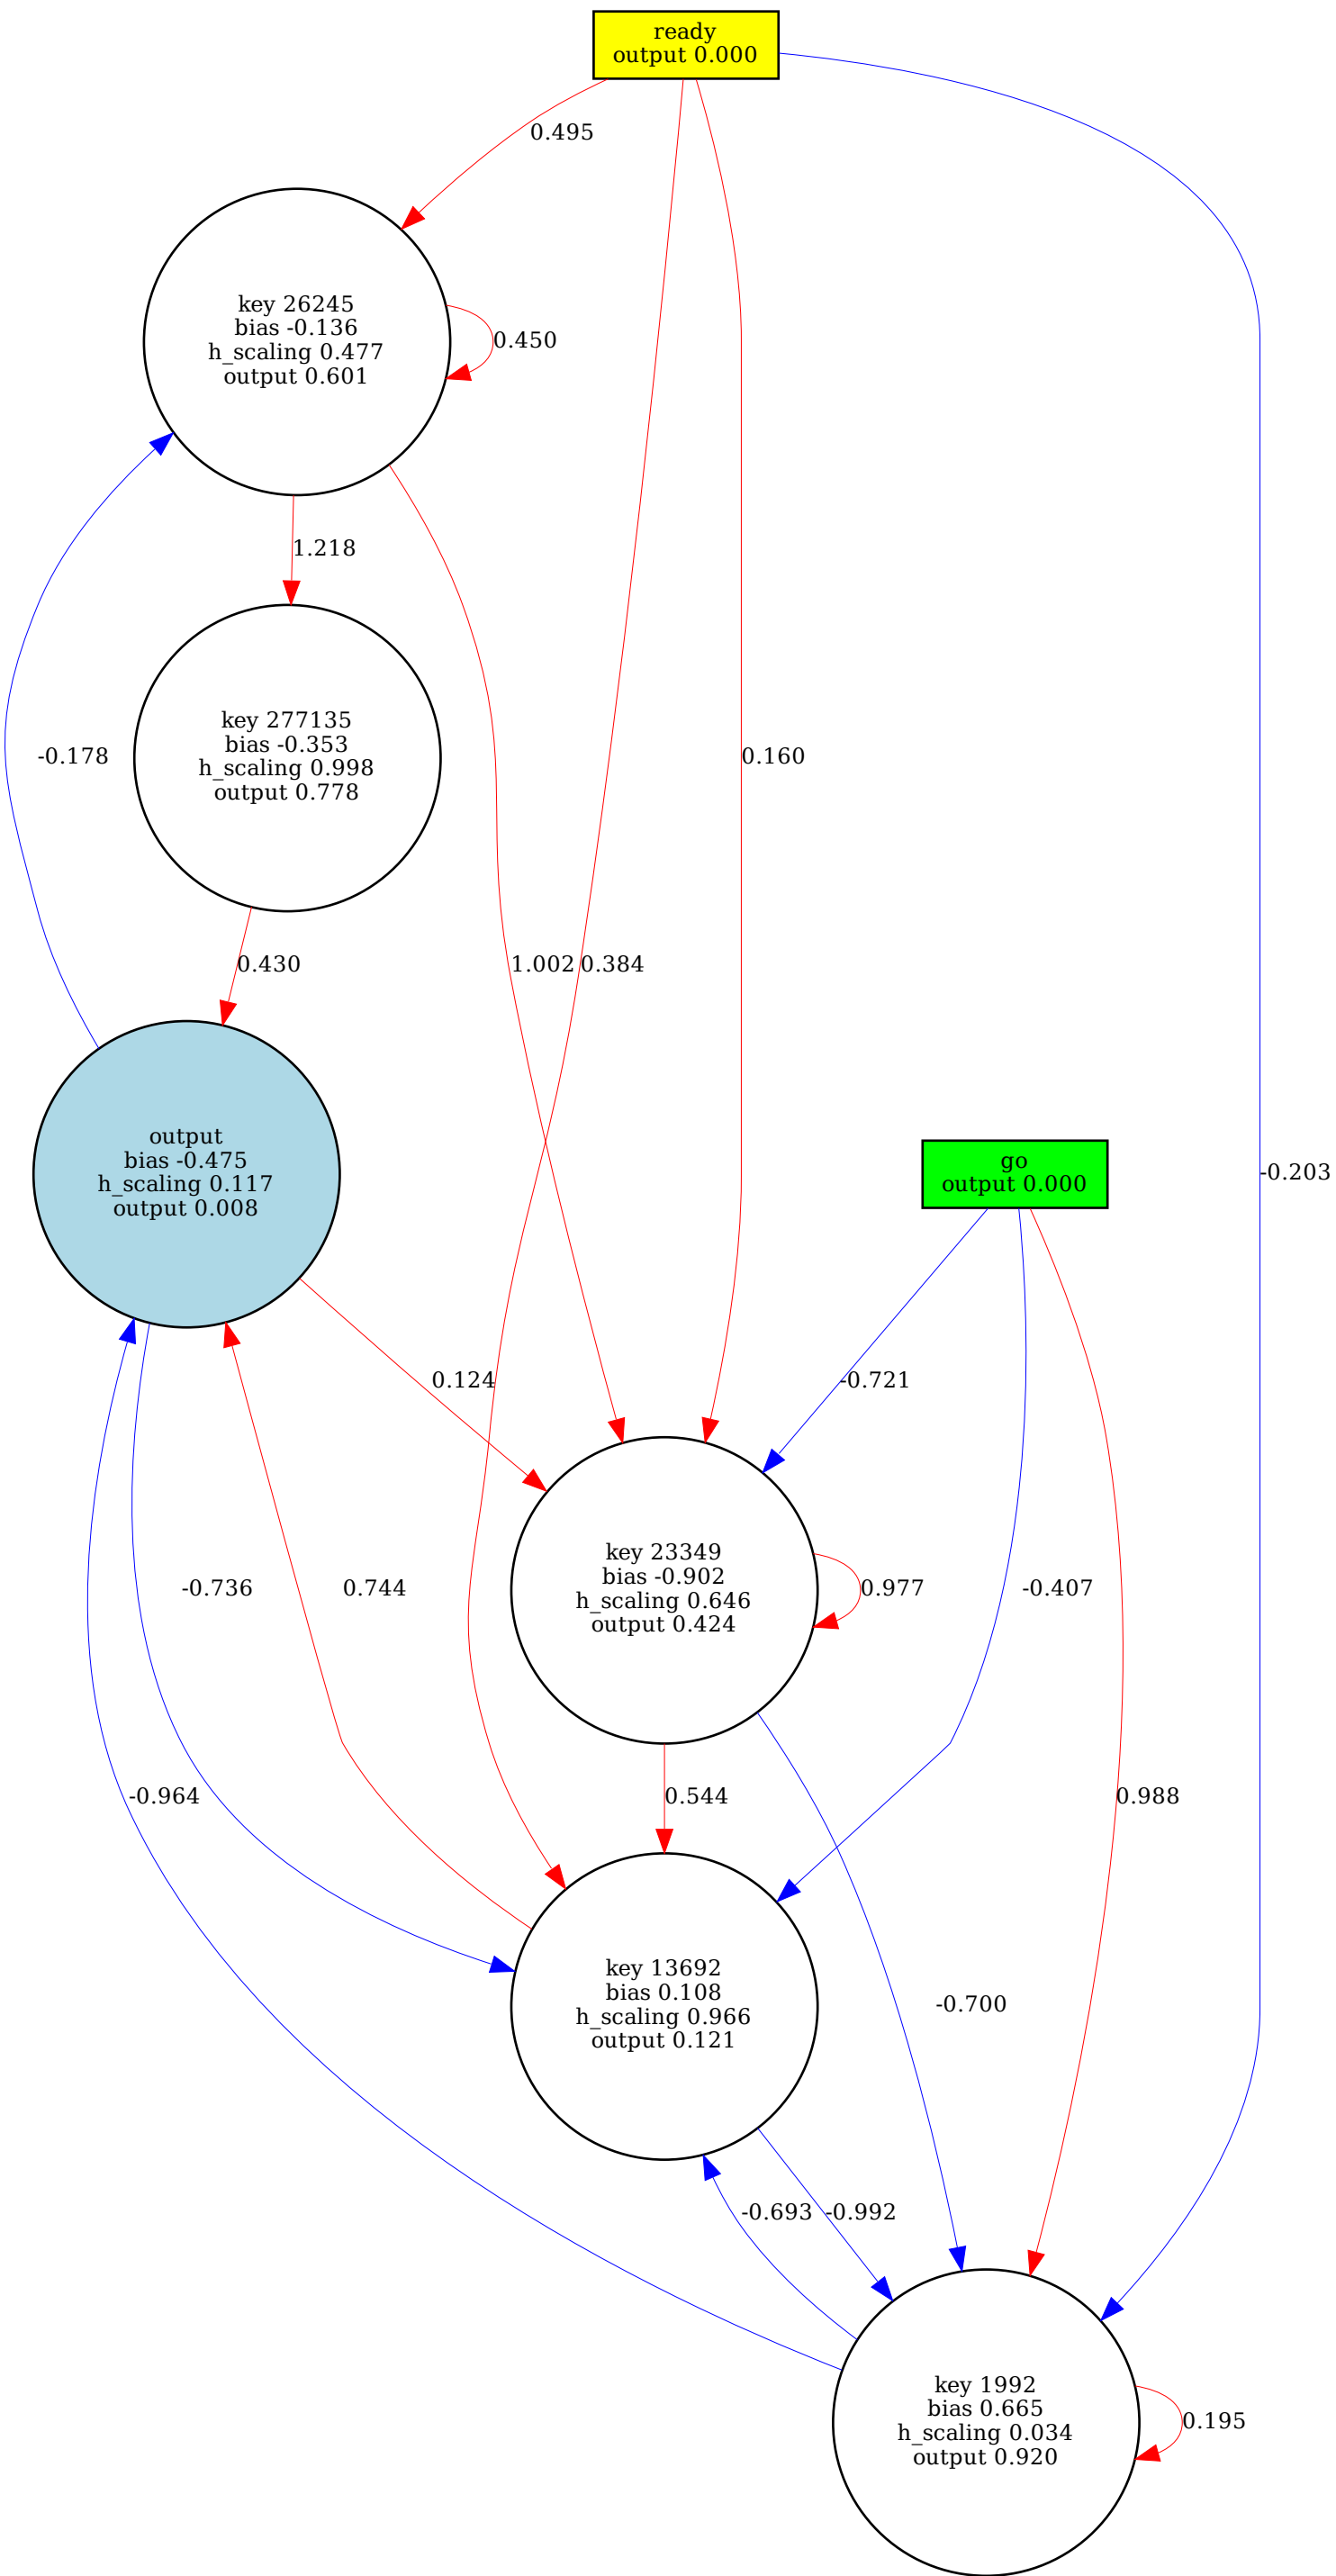 ready
output 0.000
0.495
key 26245
bias -0.136
h_scaling 0.477
output 0.601
0.450
1.218
key 277135
bias -0.353
h_scaling 0.998
output 0.778
-0.178
0.160
0.430
1.002
0.384
output
bias -0.475
h_scaling 0.117
output 0.008
go
output 0.000
-0.203
0.124
-0.721
key 23349
bias -0.902
h_scaling 0.646
output 0.424
-0.736
0.744
0.977
-0.407
-0.964
0.544
0.988
key 13692
bias 0.108
h_scaling 0.966
output 0.121
-0.700
-0.693
-0.992
key 1992
bias 0.665
h_scaling 0.034
output 0.920
0.195